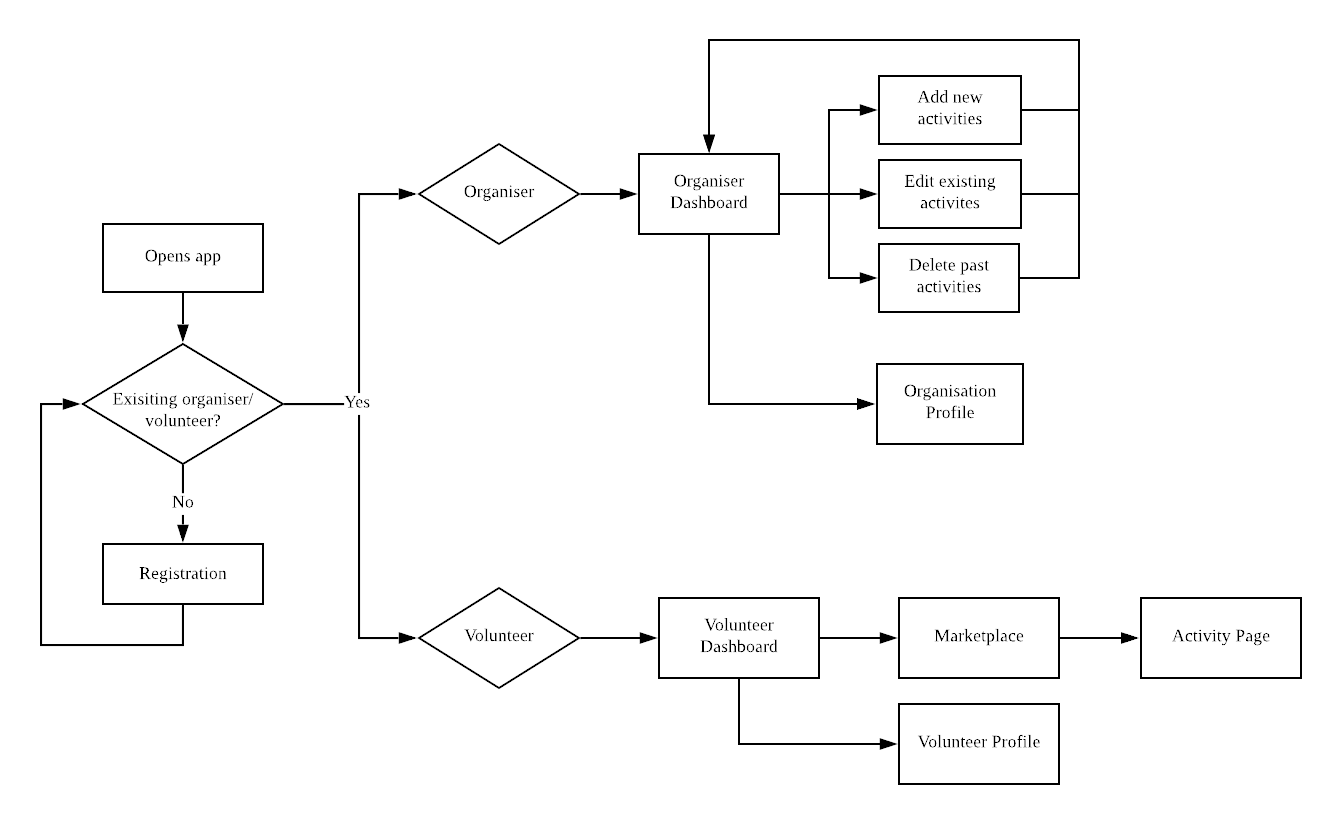 Opens app
Exisiting organiser/
volunteer?
No
Registration
Yes
Organiser
Organiser
Dashboard
Add new
activities
Edit existing
activites
Delete past
activities
Organisation
Profile
Volunteer
Volunteer
Dashboard
Marketplace
Activity Page
Volunteer Profile